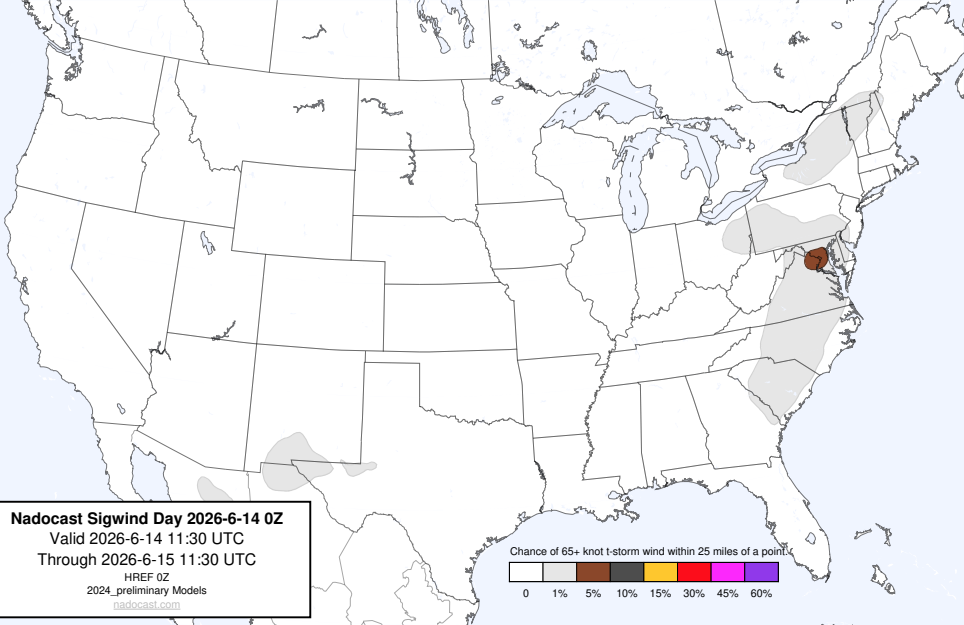 Nadocast Sigwind Day 2026-6-14 0Z
Valid 2026-6-14 11:30 UTC
Through 2026-6-15 11:30 UTC
HREF 0Z
2024_preliminary Models
nadocast.com
Chance of 65+ knot t-storm wind within 25 miles of a point.
0 1% 5% 10% 15% 30% 45% 60%